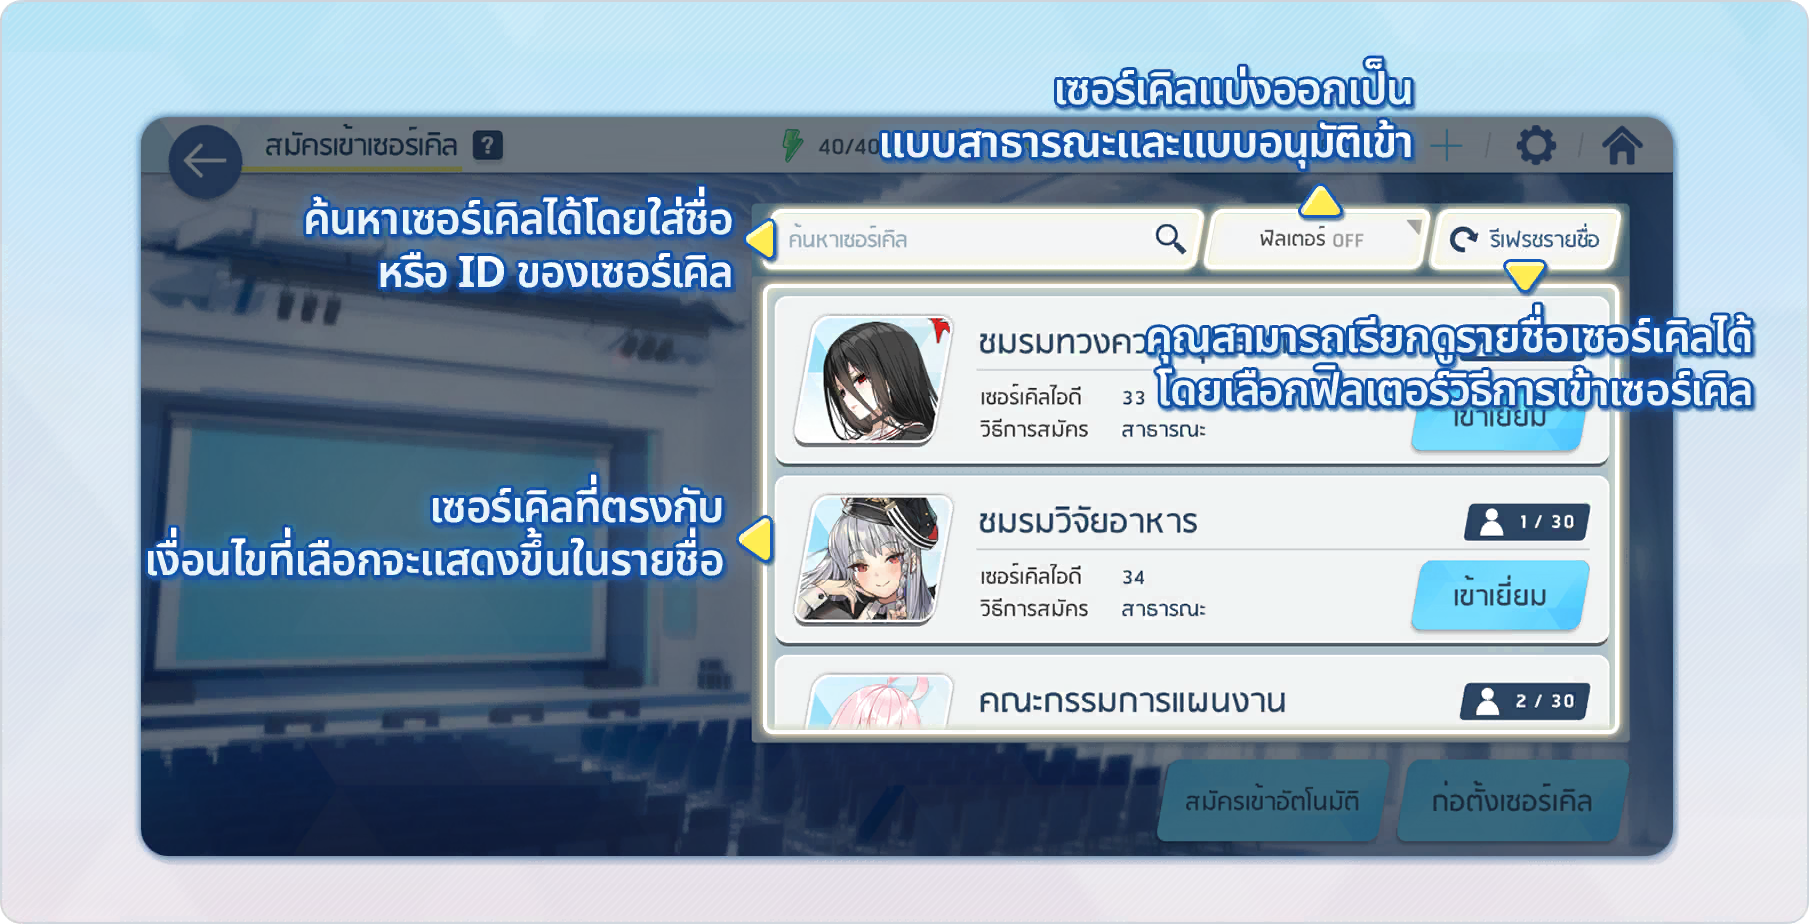 เซอร์เคิลแบ่งออกเป็น
แบบสาธารณะและแบบอนุมัติเข้า
สมัครเข้าเซอร์เคิล ?
40/40
ค้นหาเซอร์เคิลได้โดยใส่ชื่อ
หรือ ID ของเซอร์เคิล
ค้นหาเซอร์เคิล
ฟิลเตอร์ OFF
รีเฟรชรายชื่อ
คุณสามารถเรียกดูรายชื่อเซอร์เคิลได้
โดยเลือกฟิลเตอร์วิธีการเข้าเซอร์เคิล
เซอร์เคิลไอดี 33
วิธีการสมัคร สาธารณะ
เข้าเยี่ยม
เซอร์เคิลที่ตรงกับ
เงื่อนไขที่เลือกจะแสดงขึ้นในรายชื่อ
ชมรมวิจัยอาหาร
1 / 30
เซอร์เคิลไอดี 34
วิธีการสมัคร สาธารณะ
เข้าเยี่ยม
คณะกรรมการแผนงาน
2 / 30
สมัครเข้าอัตโนมัติ
ก่อตั้งเซอร์เคิล